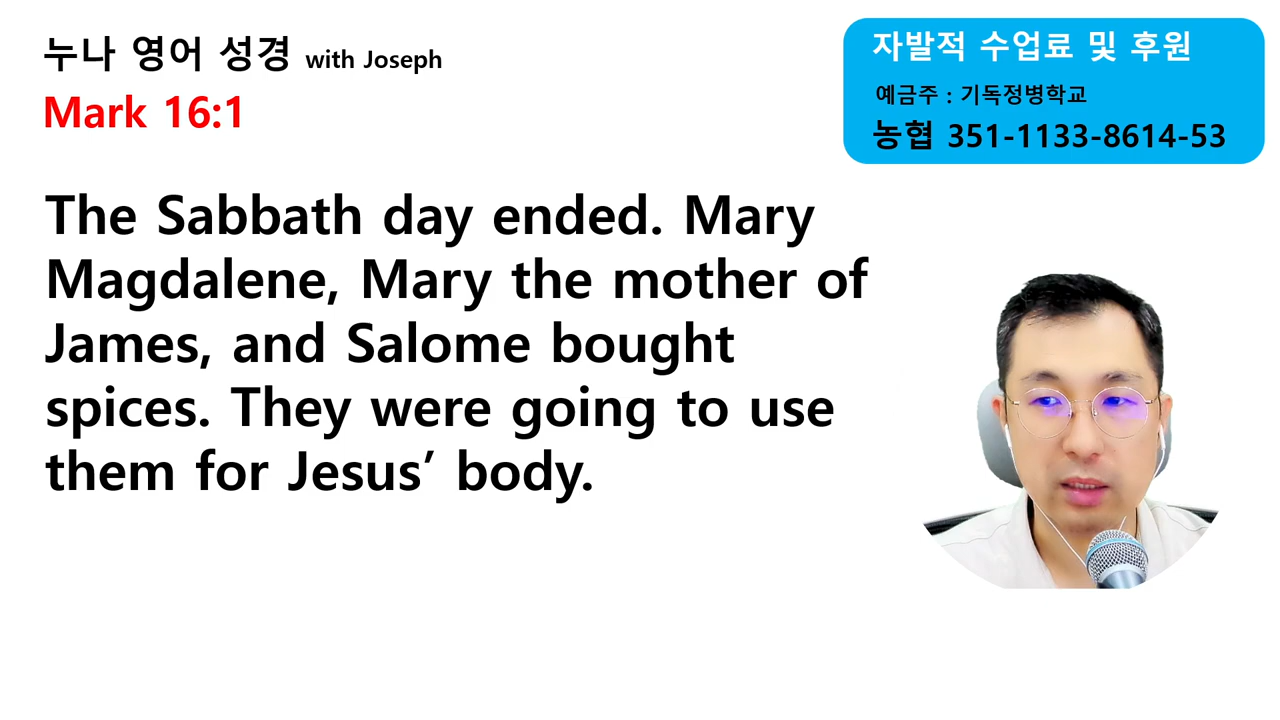 누나 영어 성경 with Joseph
Mark 16:1
자발적 수업료 및 후원
예금주 : 기독정병학교
농협 351-1133-8614-53
The Sabbath day ended. Mary
Magdalene, Mary the mother of
James, and Salome bought
spices. They were going to use
them for Jesus’ body.